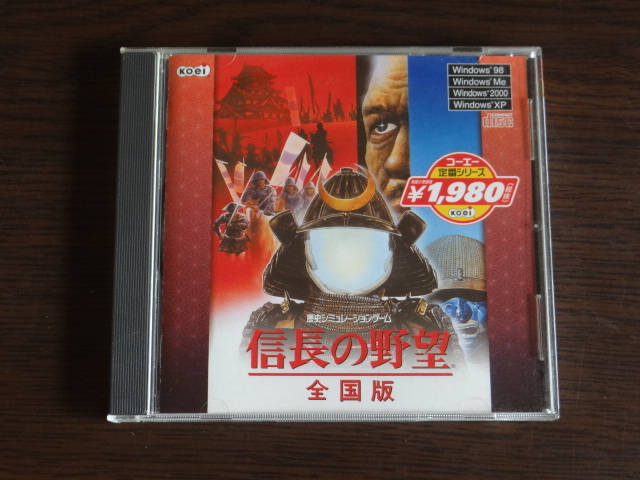 KOEI
Windows®98
Windows®Me
Windows®2000
Windows®XP
COMPACT
DISC
コーエー
定番シリーズ
¥1,980
KOEI
歴史シミュレーションゲーム
信長の野望
全国版